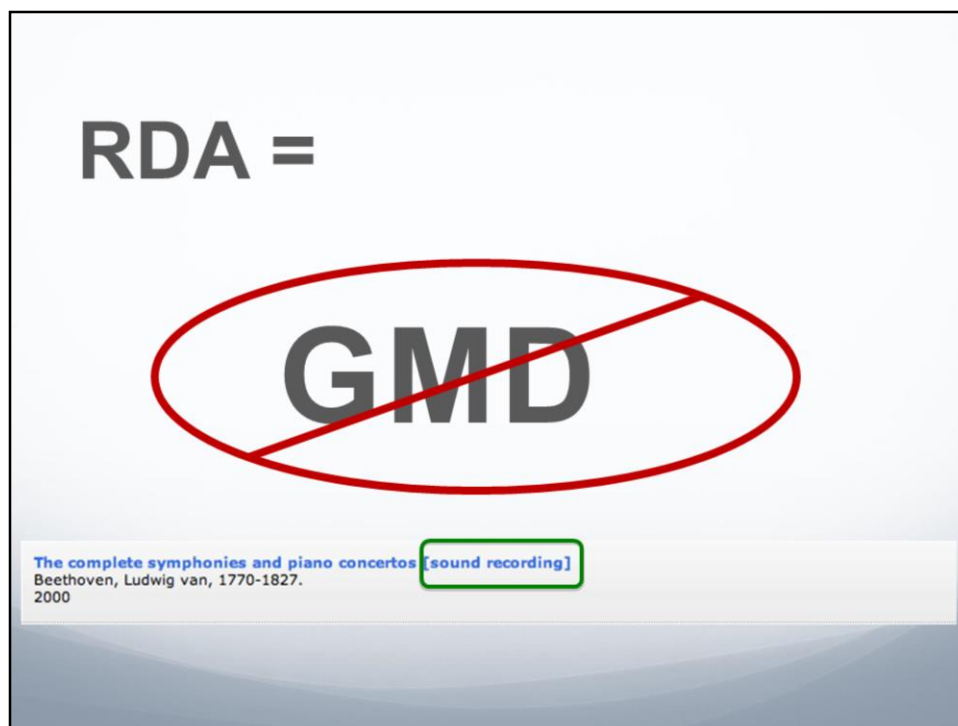 RDA =
GMD
The complete symphonies and piano concertos [sound recording]
Beethoven, Ludwig van, 1770-1827.
2000